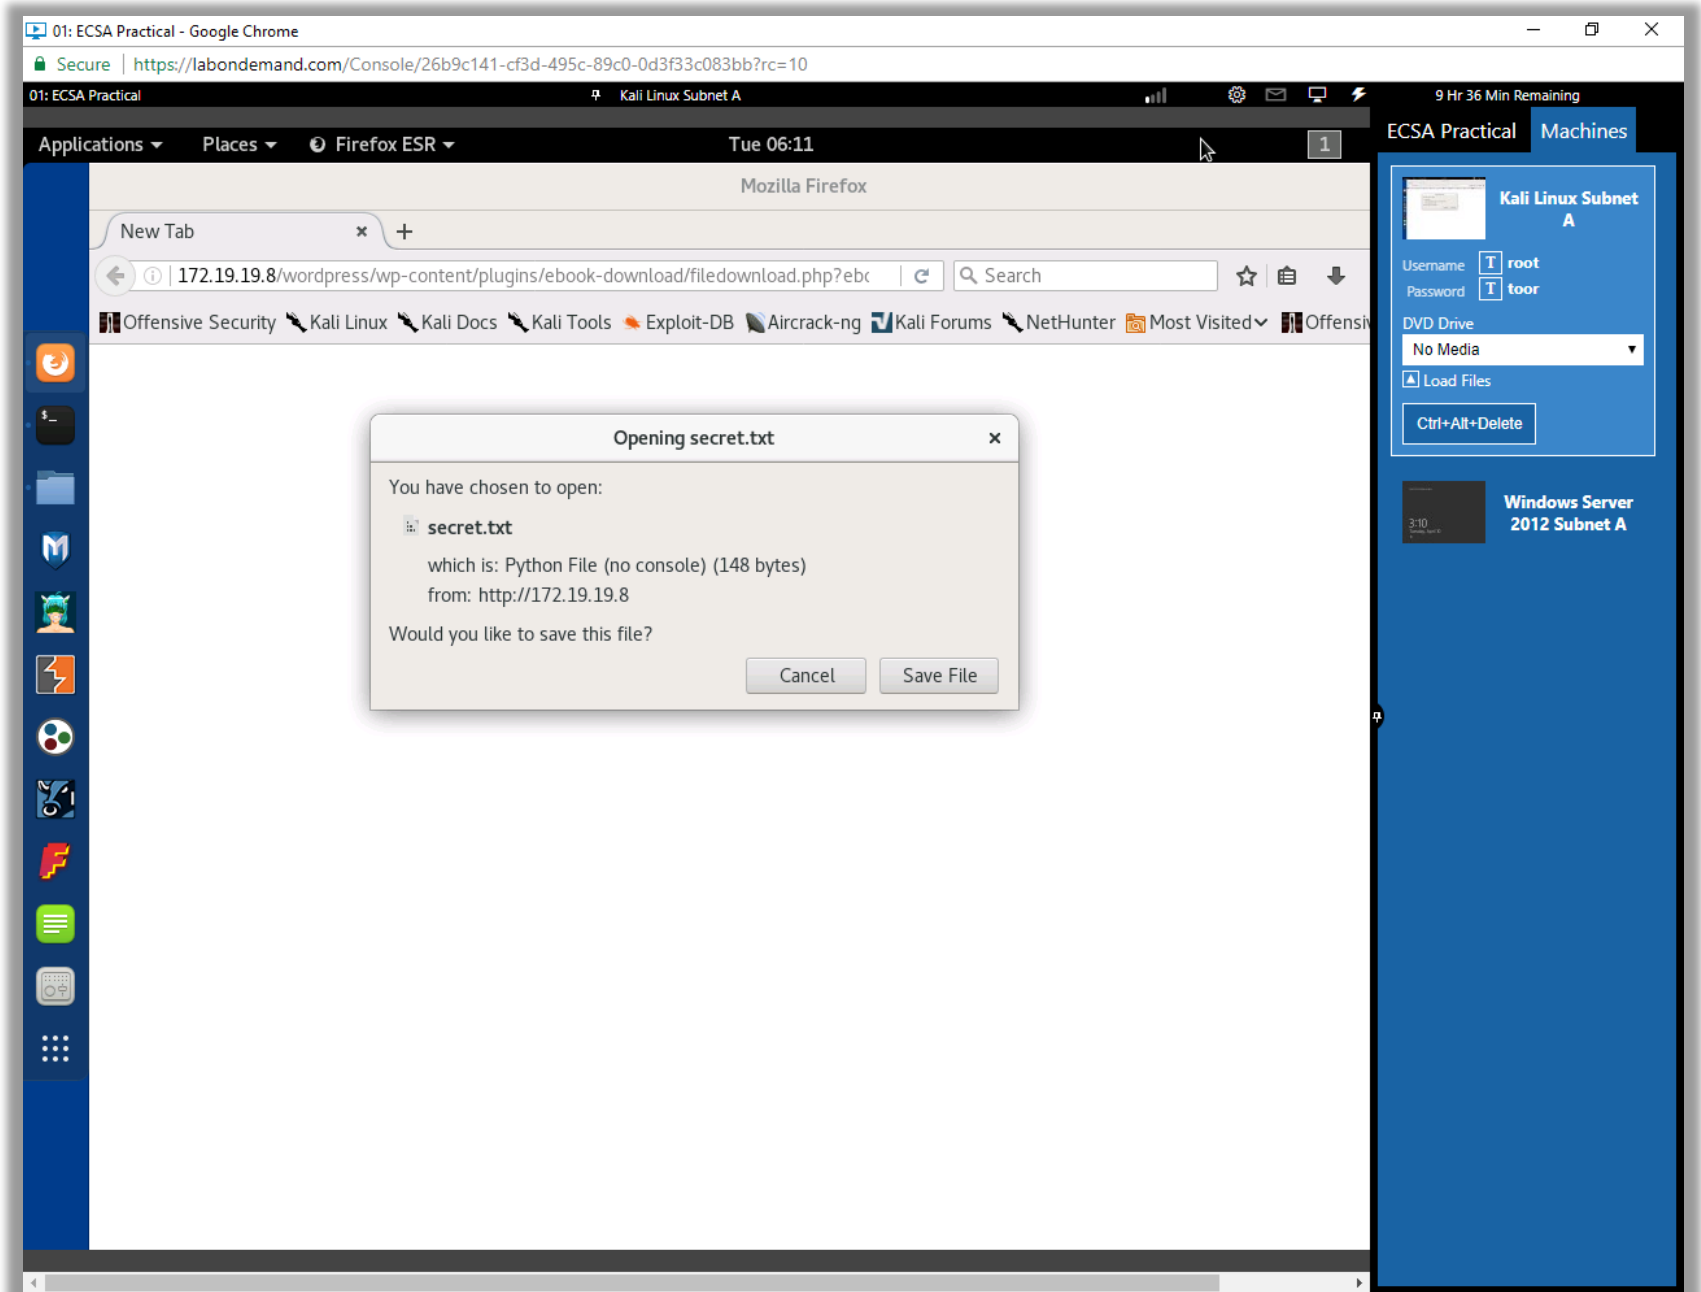 01: ECSA Practical - Google Chrome
Secure | https://labondemand.com/Console/26b9c141-cf3d-495c-89c0-0d3f33c083bb?rc=10
01: ECSA Practical
Kali Linux Subnet A
9 Hr 36 Min Remaining
Applications
Places
Firefox ESR
Tue 06:11
1
ECSA Practical
Machines
Mozilla Firefox
New Tab
172.19.19.8/wordpress/wp-content/plugins/ebook-download/filedownload.php?ebo
Search
Offensive Security
Kali Linux
Kali Docs
Kali Tools
Exploit-DB
Aircrack-ng
Kali Forums
NetHunter
Most Visited
Offensiv
Opening secret.txt
You have chosen to open:
secret.txt
which is: Python File (no console) (148 bytes)
from: http://172.19.19.8
Would you like to save this file?
Cancel
Save File
Kali Linux Subnet
A
Username T root
Password T toor
DVD Drive
No Media
Load Files
Ctrl+Alt+Delete
3:10
Windows Server
2012 Subnet A